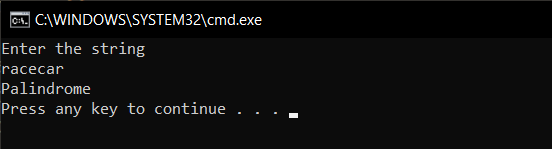 C:\WINDOWS\SYSTEM32\cmd.exe
Enter the string
racecar
Palindrome
Press any key to continue . . .